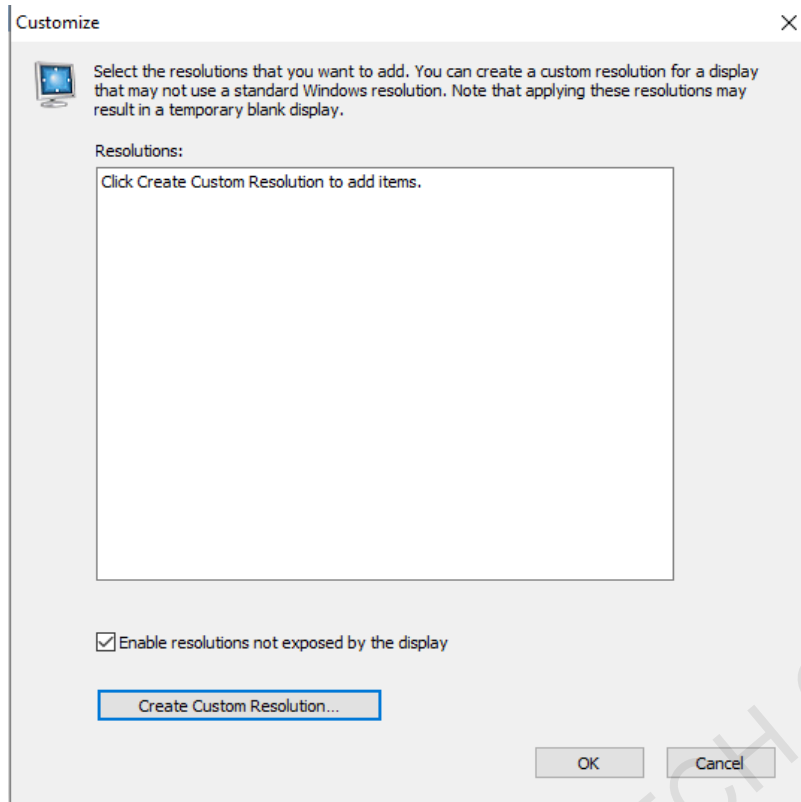 Customize
Select the resolutions that you want to add. You can create a custom resolution for a display
that may not use a standard Windows resolution. Note that applying these resolutions may
result in a temporary blank display.
Resolutions:
Click Create Custom Resolution to add items.
Enable resolutions not exposed by the display
Create Custom Resolution...
OK
Cancel